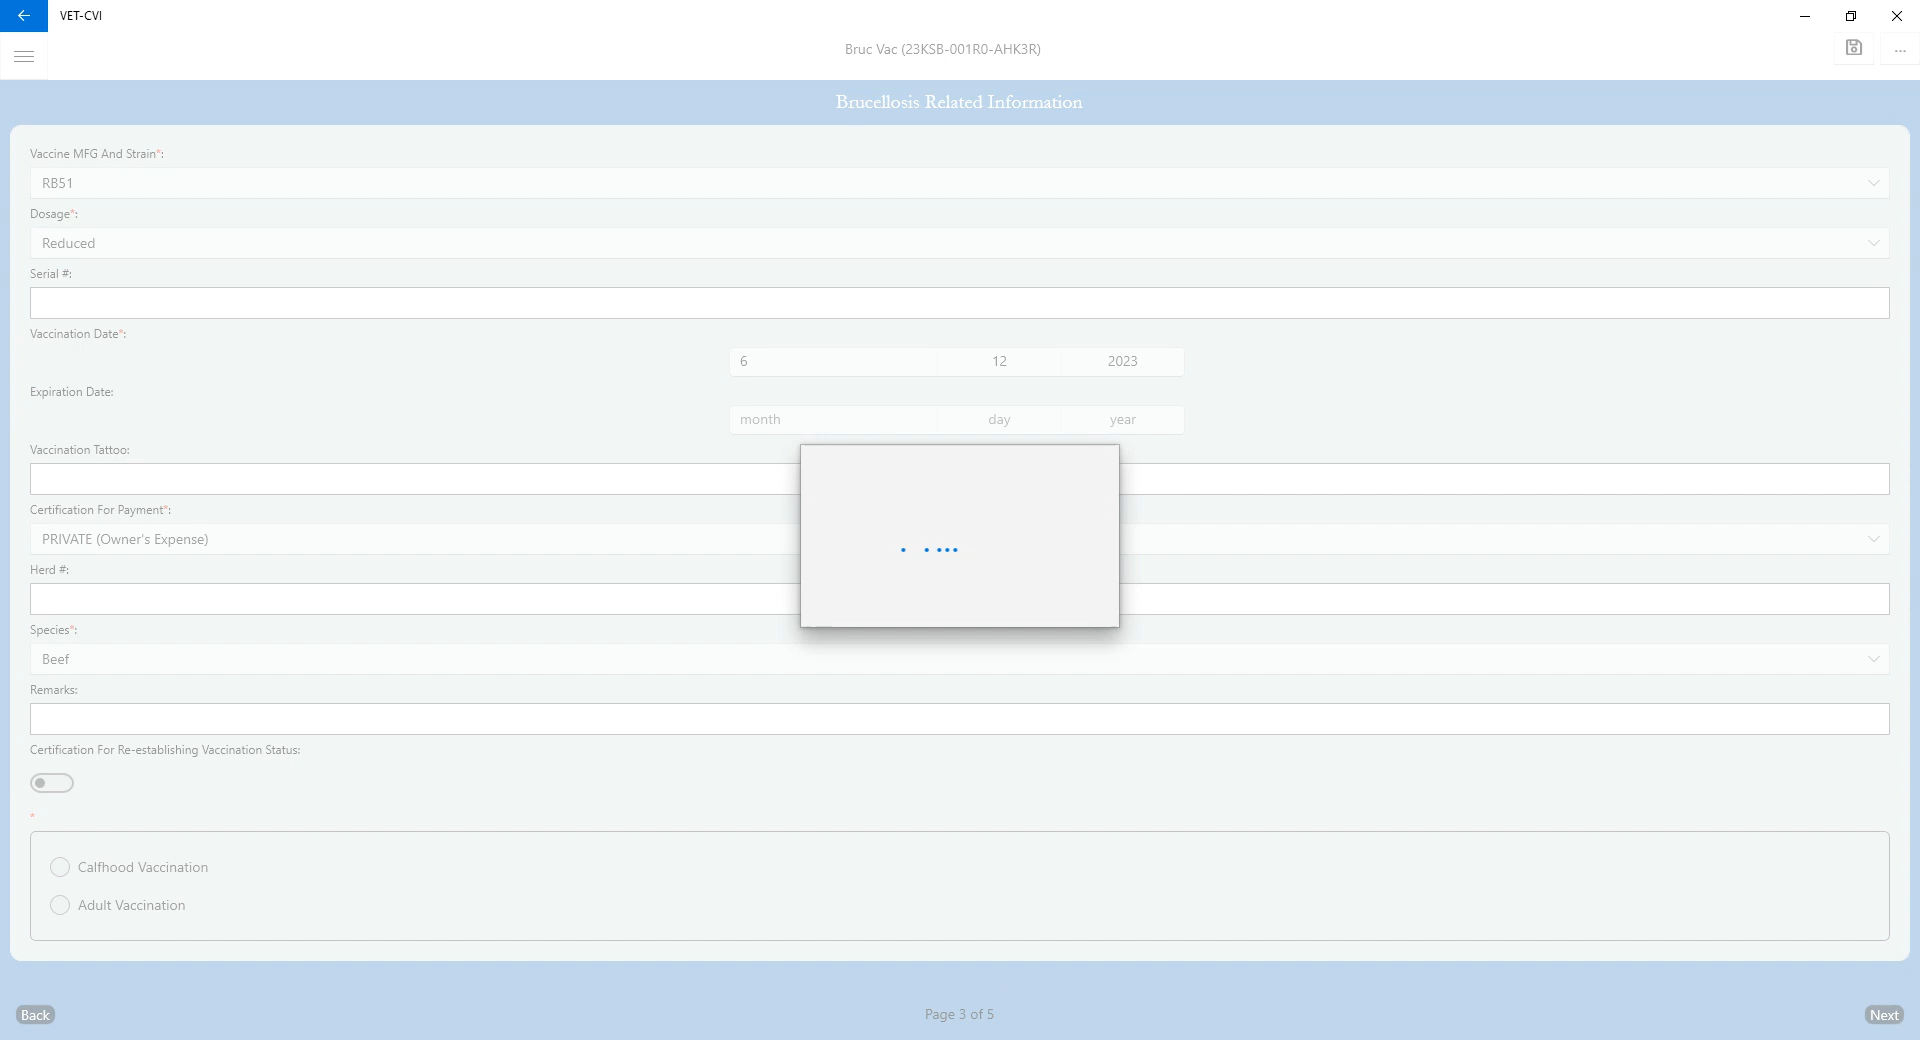 VET-CVI
Bruc Vac (23KSB-001R0-AHK3R)
...
Brucellosis Related Information
Vaccine MFG And Strain*:
RB51
Dosage*:
Reduced
Serial #:
Vaccination Date*:
6 12 2023
Expiration Date:
month day year
Vaccination Tattoo:
Certification For Payment*:
PRIVATE (Owner's Expense)
Herd #:
Species*:
Beef
Remarks:
Certification For Re-establishing Vaccination Status:
*
Calfhood Vaccination
Adult Vaccination
Back Page 3 of 5 Next